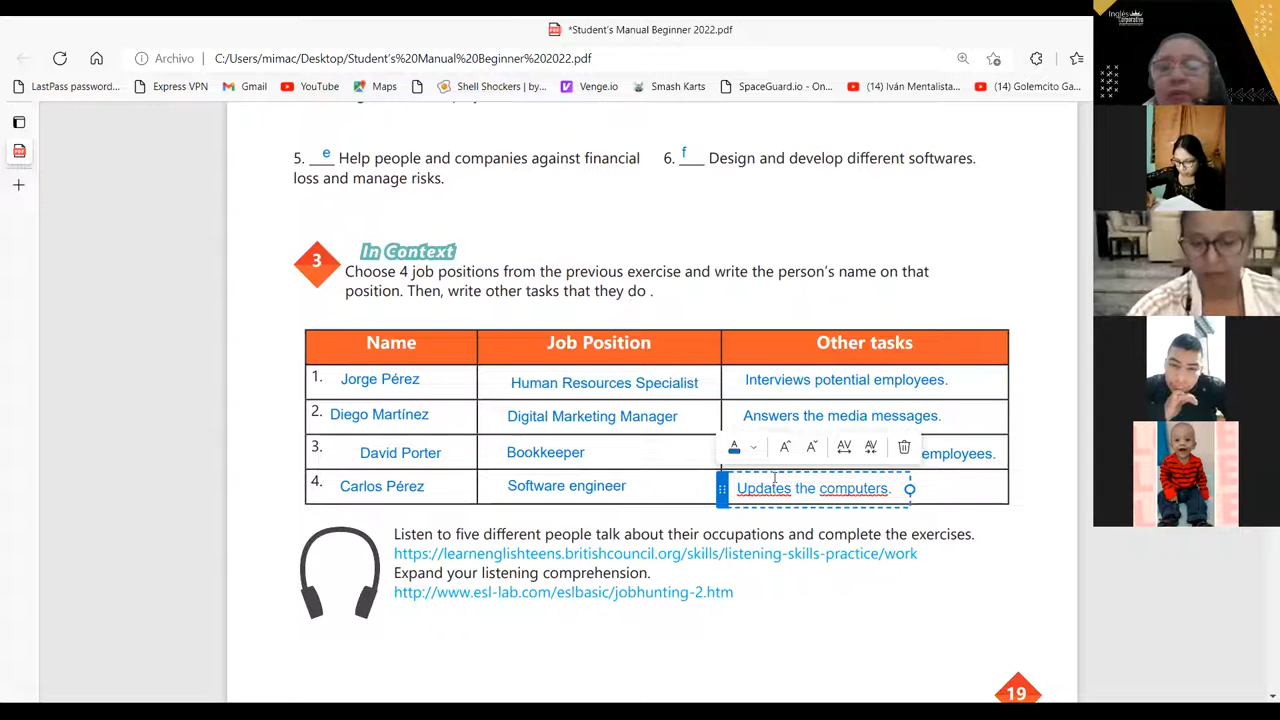 *Student's Manual Beginner 2022.pdf
Archivo C:/Users/mimac/Desktop/Student's%20Manual%20Beginner%202022.pdf
LastPass password... Express VPN Gmail YouTube Maps Shell Shockers | by... Venge.io Smash Karts SpaceGuard.io - On... (14) Iván Mentalista... (14) Golemcito Ga...
5. e Help people and companies against financial
loss and manage risks.
6. f Design and develop different softwares.
3 In Context
Choose 4 job positions from the previous exercise and write the person's name on that
position. Then, write other tasks that they do .
Name Job Position Other tasks
1. Jorge Pérez Human Resources Specialist Interviews potential employees.
2. Diego Martínez Digital Marketing Manager Answers the media messages.
3. David Porter Bookkeeper employees.
4. Carlos Pérez Software engineer Updates the computers.
Listen to five different people talk about their occupations and complete the exercises.
https://learnenglishteens.britishcouncil.org/skills/listening-skills-practice/work
Expand your listening comprehension.
http://www.esl-lab.com/eslbasic/jobhunting-2.htm
19
Inglés
Corporativo